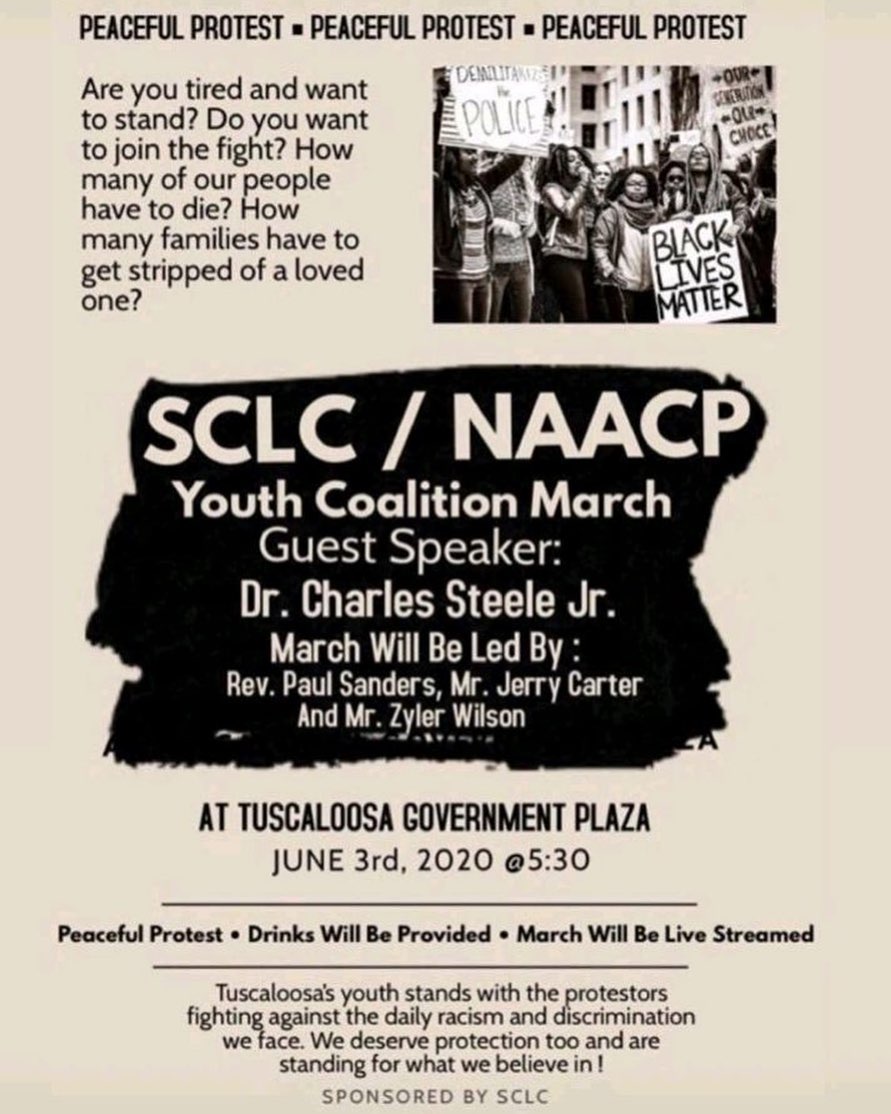 PEACEFUL PROTEST ▪ PEACEFUL PROTEST ▪ PEACEFUL PROTEST
Are you tired and want
to stand? Do you want
to join the fight? How
many of our people
have to die? How
many families have to
get stripped of a loved
one?
DEMILITARIZE
the
POLICE
OUR
GENERATION
OUR
CHOICE
BLACK
LIVES
MATTER
SCLC / NAACP
Youth Coalition March
Guest Speaker:
Dr. Charles Steele Jr.
March Will Be Led By :
Rev. Paul Sanders, Mr. Jerry Carter
And Mr. Zyler Wilson
AT TUSCALOOSA GOVERNMENT PLAZA
JUNE 3rd, 2020 @5:30
Peaceful Protest • Drinks Will Be Provided • March Will Be Live Streamed
Tuscaloosa's youth stands with the protestors
fighting against the daily racism and discrimination
we face. We deserve protection too and are
standing for what we believe in !
SPONSORED BY SCLC